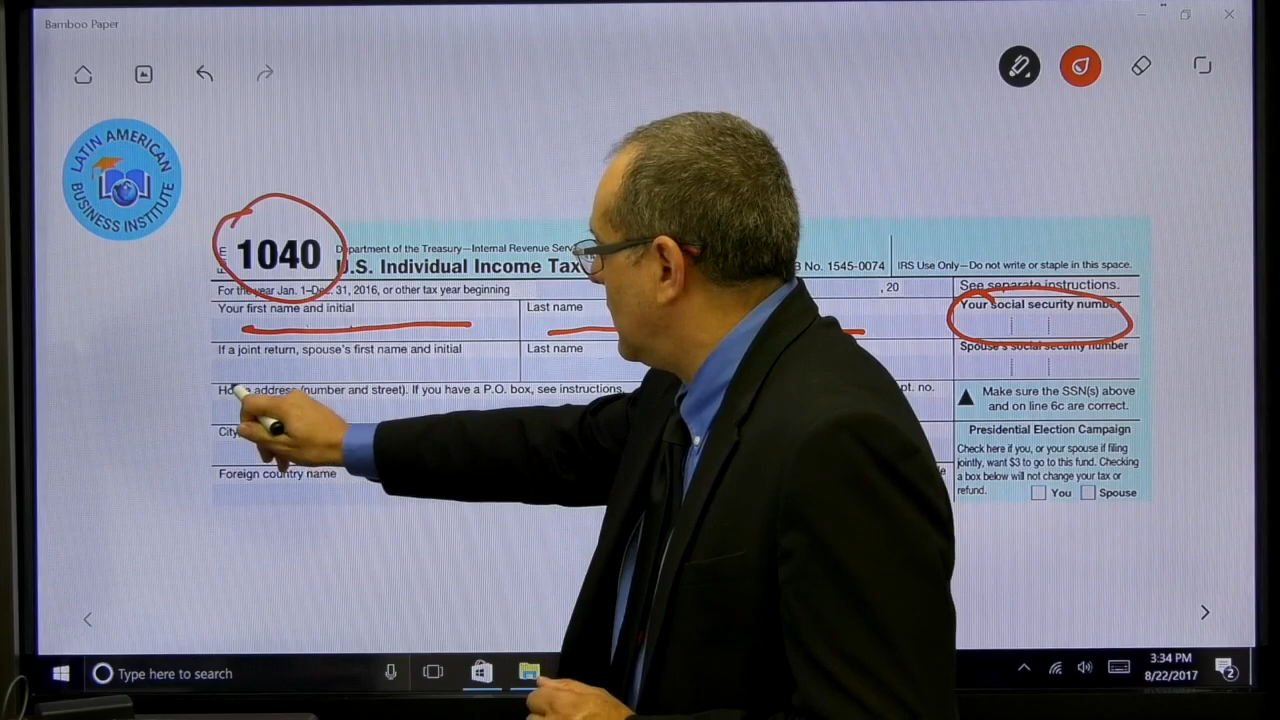 Bamboo Paper
LATIN AMERICAN
BUSINESS INSTITUTE
1040
Department of the Treasury—Internal Revenue
U.S. Individual Income Tax
No. 1545-0074
IRS Use Only—Do not write or staple in this space.
For the year Jan. 1–Dec. 31, 2016, or other tax year beginning
, 20
See separate instructions.
Your first name and initial
Last name
Your social security number
If a joint return, spouse's first name and initial
Last name
Spouse's social security number
address (number and street). If you have a P.O. box, see instructions.
no.
Make sure the SSN(s) above
and on line 6c are correct.
City
Presidential Election Campaign
Check here if you, or your spouse if filing
jointly, want $3 to go to this fund. Checking
a box below will not change your tax or
refund.
You
Spouse
Foreign country name
Type here to search
3:34 PM
8/22/2017
2